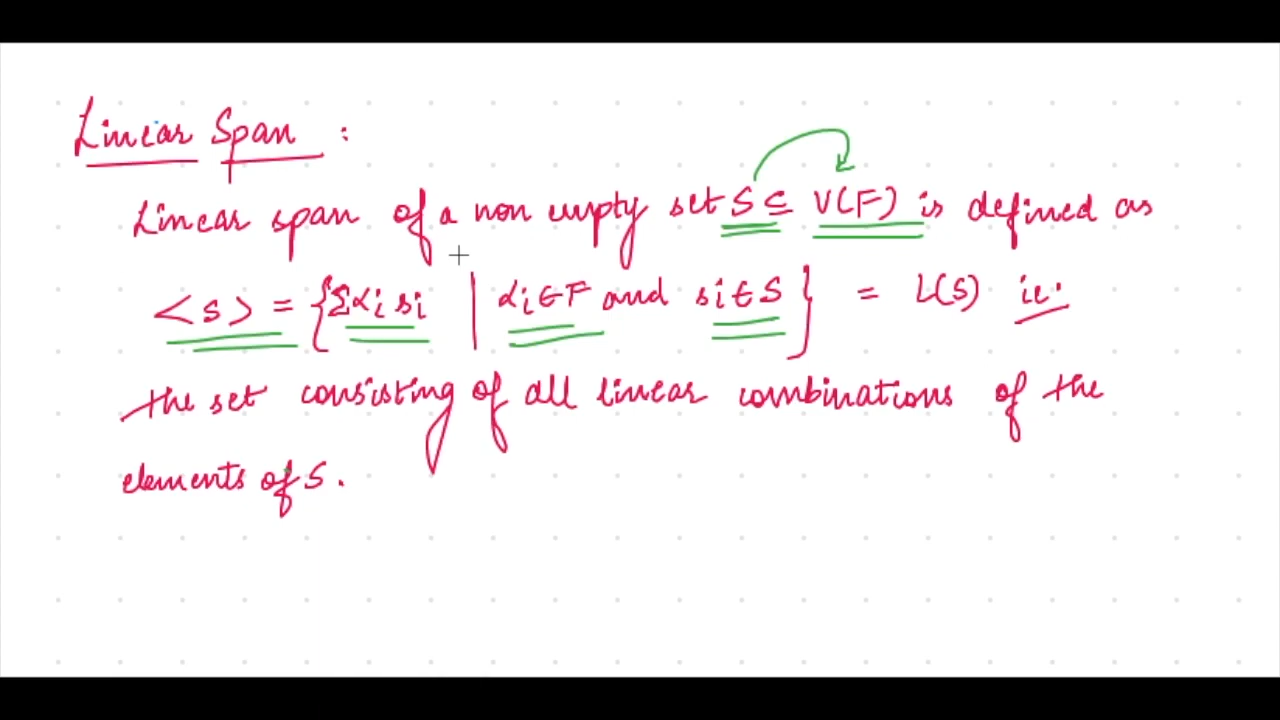 Linear Span :
Linear span of a non empty set S ⊆ V(F) is defined as
<s> = {Σαᵢsᵢ | αᵢ∈F and sᵢ∈S} = L(S) ie.
the set consisting of all linear combinations of the
elements of S.